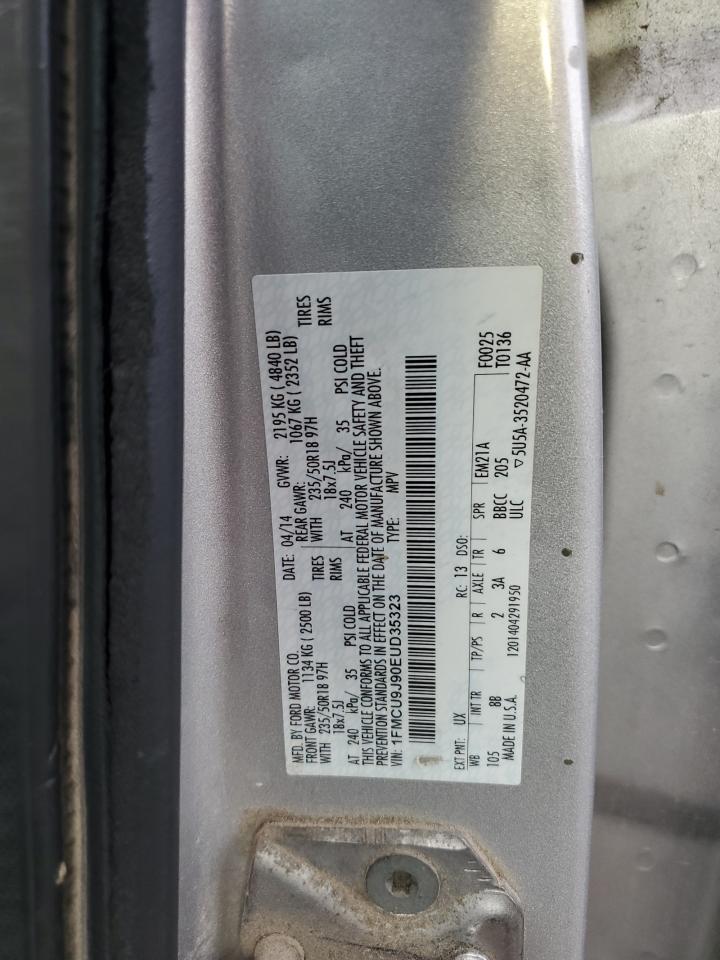 MFD. BY FORD MOTOR CO.
DATE: 04/14 GVWR: 2195 KG ( 4840 LB)
FRONT GAWR: 1134 KG ( 2500 LB) REAR GAWR: 1067 KG ( 2352 LB)
WITH 235/50R18 97H TIRES WITH 235/50R18 97H TIRES
18x7.5J RIMS 18x7.5J RIMS
AT 240 kPa/ 35 PSI COLD AT 240 kPa/ 35 PSI COLD
THIS VEHICLE CONFORMS TO ALL APPLICABLE FEDERAL MOTOR VEHICLE SAFETY AND THEFT
PREVENTION STANDARDS IN EFFECT ON THE DATE OF MANUFACTURE SHOWN ABOVE.
VIN: 1FMCU9J90EUD35323 TYPE: MPV
EXT PNT: UX RC: 13 DSO: F0025
WB INT TR TP/PS R AXLE TR SPR EM21A T0136
105 8B 2 3A 6 BBCC 205
MADE IN U.S.A. 1201404291950 ULC ▽5U5A-3520472-AA